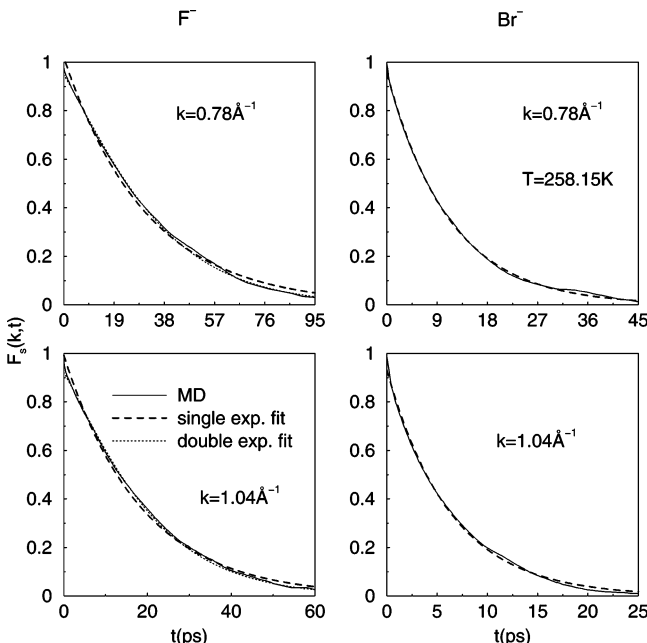 F⁻
Br⁻
1
0.8
0.6
0.4
0.2
0
k=0.78Å⁻¹
0 19 38 57 76 95
1
0.8
0.6
0.4
0.2
0
k=0.78Å⁻¹
T=258.15K
0 9 18 27 36 45
Fₛ(k,t)
1
0.8
0.6
0.4
0.2
0
MD
single exp. fit
double exp. fit
k=1.04Å⁻¹
0 20 40 60
t(ps)
1
0.8
0.6
0.4
0.2
0
k=1.04Å⁻¹
0 5 10 15 20 25
t(ps)